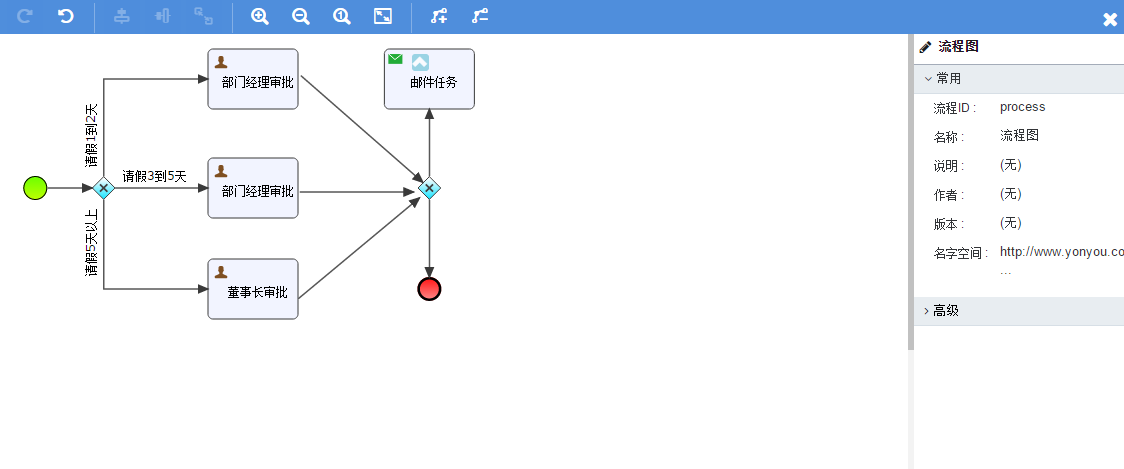 流程图
常用
流程ID :
process
名称 :
流程图
说明 :
(无)
作者 :
(无)
版本 :
(无)
名字空间 :
http://www.yonyou.co
...
高级
部门经理审批
邮件任务
请假1到2天
请假3到5天
部门经理审批
请假5天以上
董事长审批